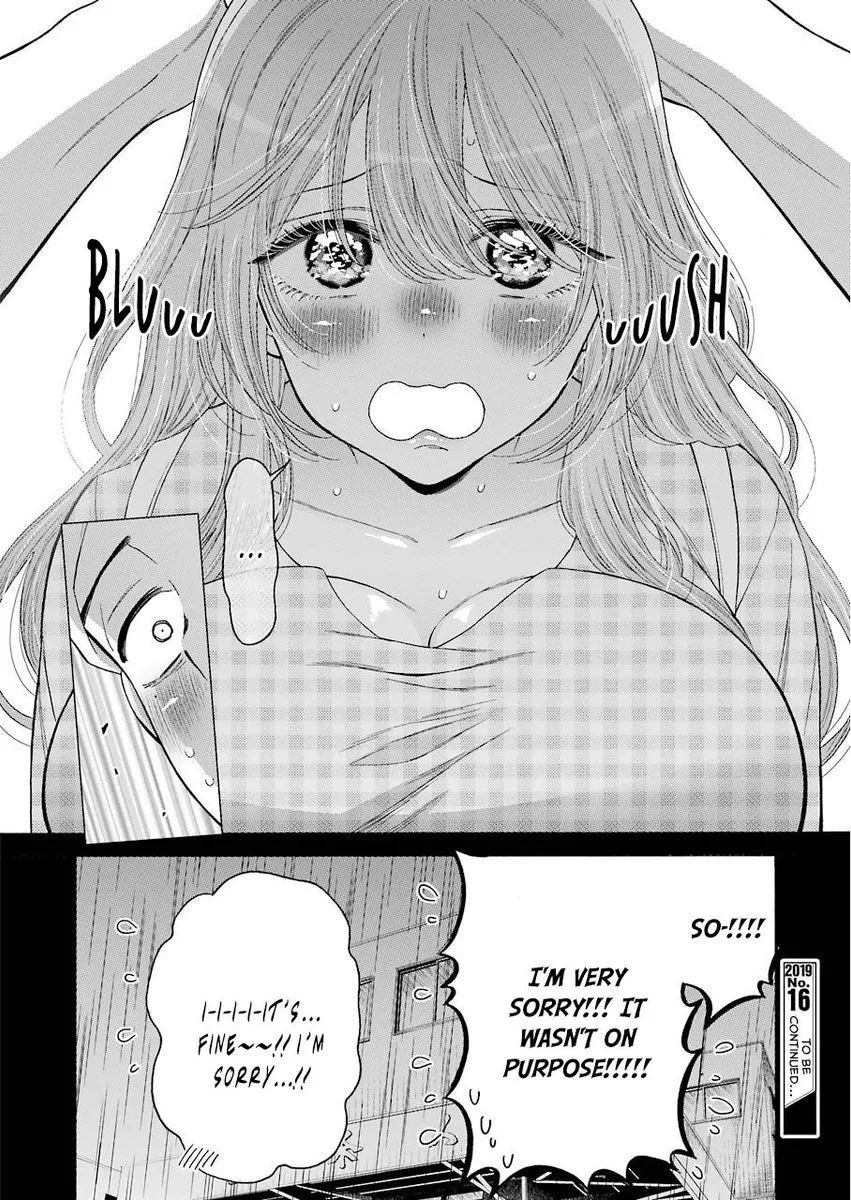 BLUUU
UUUSH
...
SO-!!!!
I'M VERY
SORRY!!! IT
WASN'T ON
PURPOSE!!!!!
I-I-I-I-IT'S...
FINE~~!! I'M
SORRY...!!
2019
No.
16
TO BE
CONTINUED...